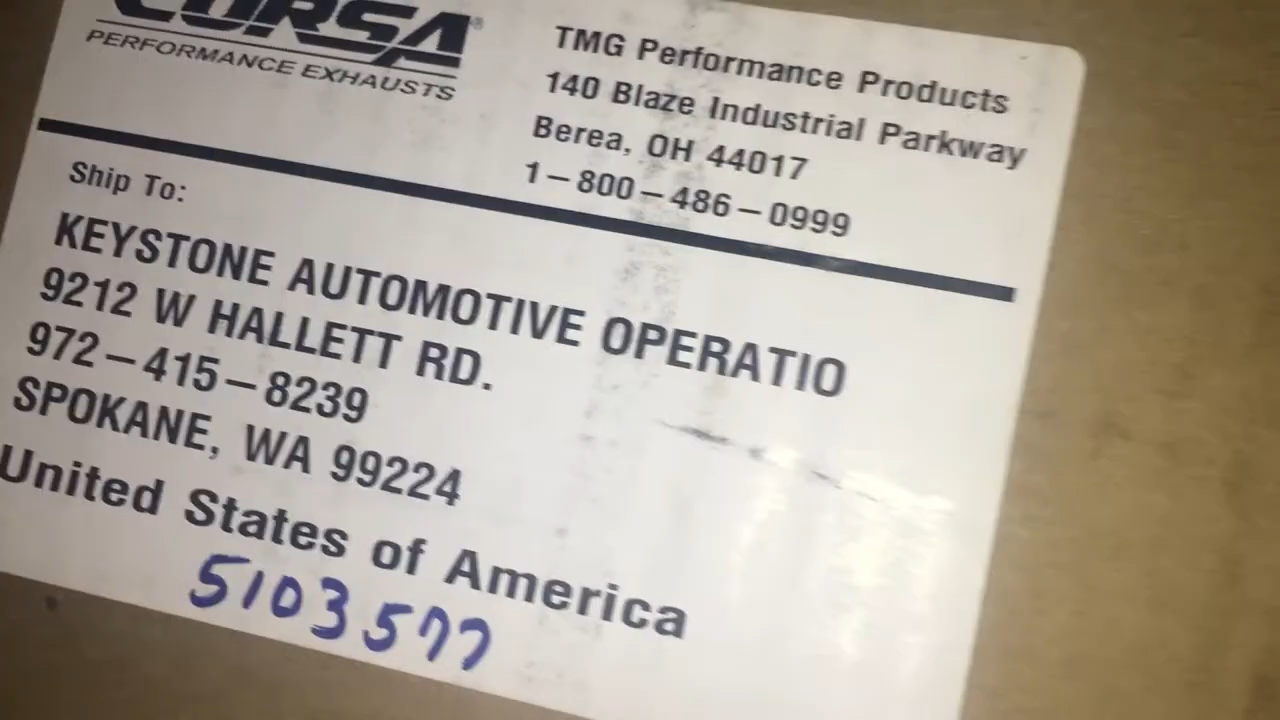 CORSA®
PERFORMANCE EXHAUSTS
TMG Performance Products
140 Blaze Industrial Parkway
Berea, OH 44017
1-800-486-0999
Ship To:
KEYSTONE AUTOMOTIVE OPERATIO
9212 W HALLETT RD.
972-415-8239
SPOKANE, WA 99224
United States of America
5103577